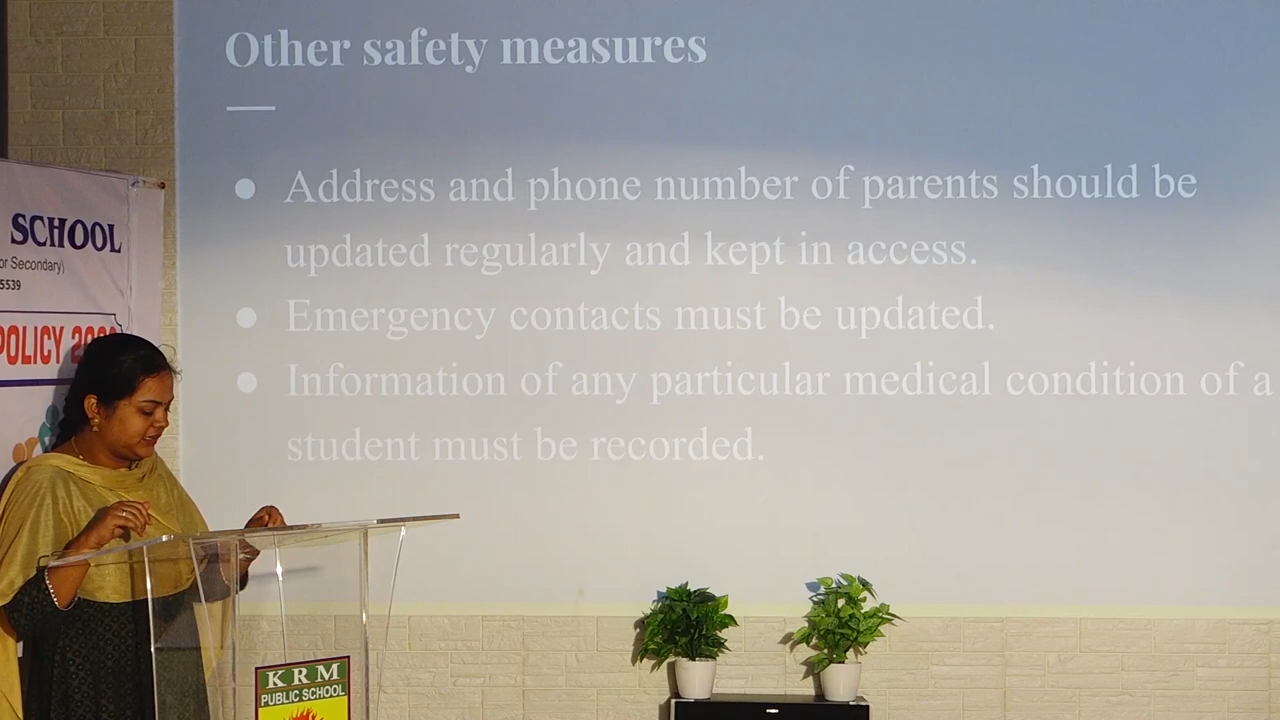 Other safety measures
● Address and phone number of parents should be
updated regularly and kept in access.
● Emergency contacts must be updated.
● Information of any particular medical condition of a
student must be recorded.
SCHOOL
or Secondary)
5539
POLICY
KRM
PUBLIC SCHOOL